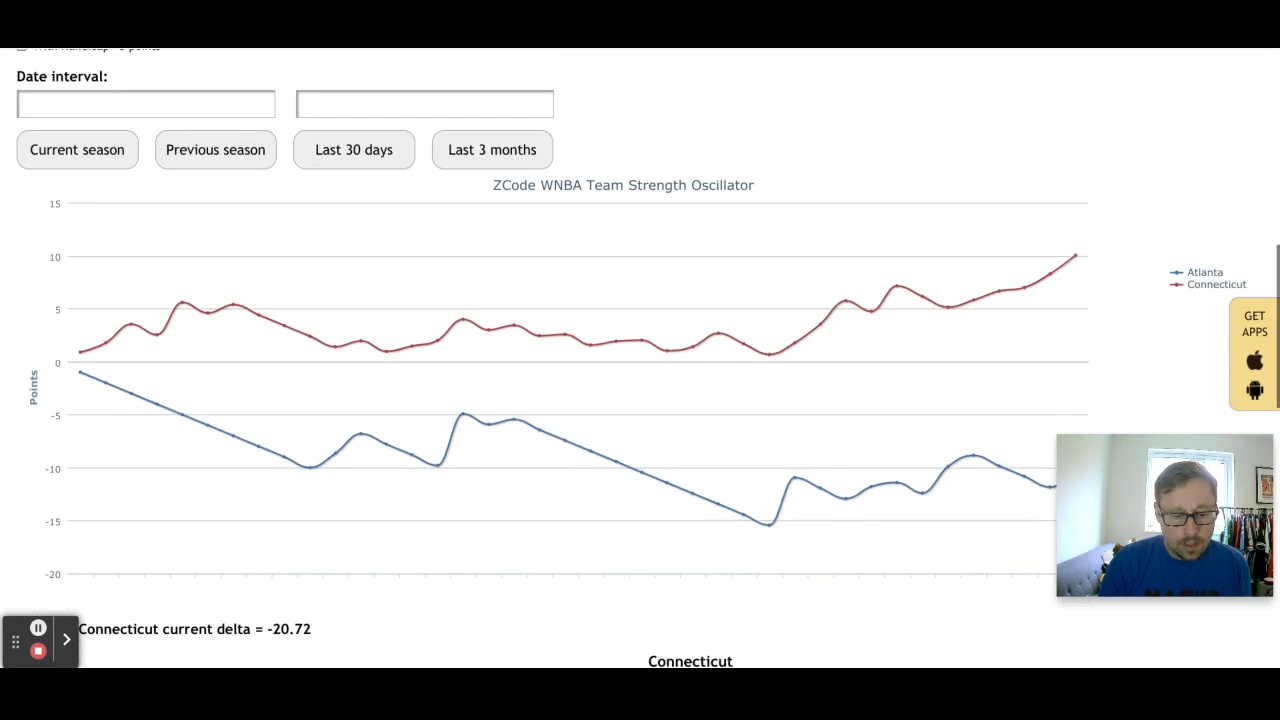 Date interval:
Current season
Previous season
Last 30 days
Last 3 months
ZCode WNBA Team Strength Oscillator
15
10
5
0
-5
-10
-15
-20
Points
Atlanta
Connecticut
GET
APPS
Connecticut current delta = -20.72
Connecticut